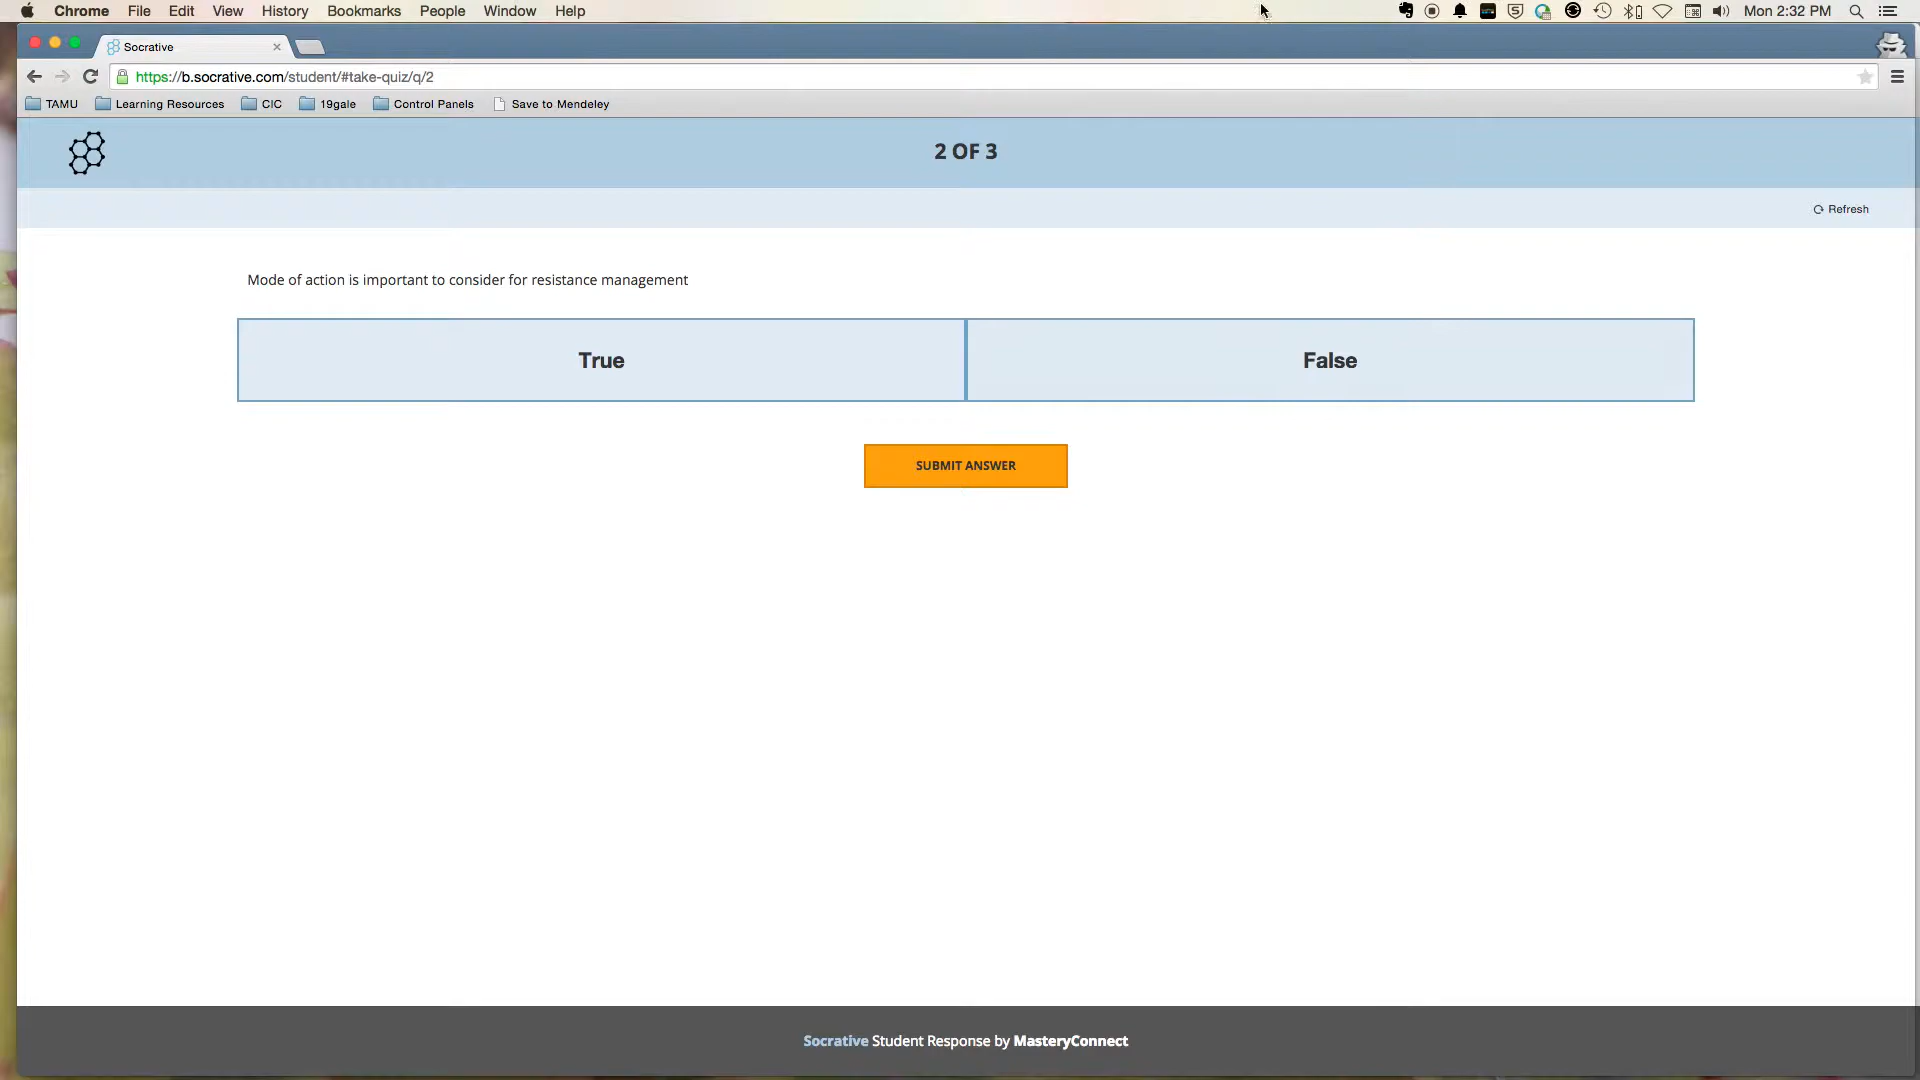 Chrome File Edit View History Bookmarks People Window Help Mon 2:32 PM
Socrative
https://b.socrative.com/student/#take-quiz/q/2
TAMU Learning Resources CIC 19gale Control Panels Save to Mendeley
2 OF 3
Refresh
Mode of action is important to consider for resistance management
True False
SUBMIT ANSWER
Socrative Student Response by MasteryConnect